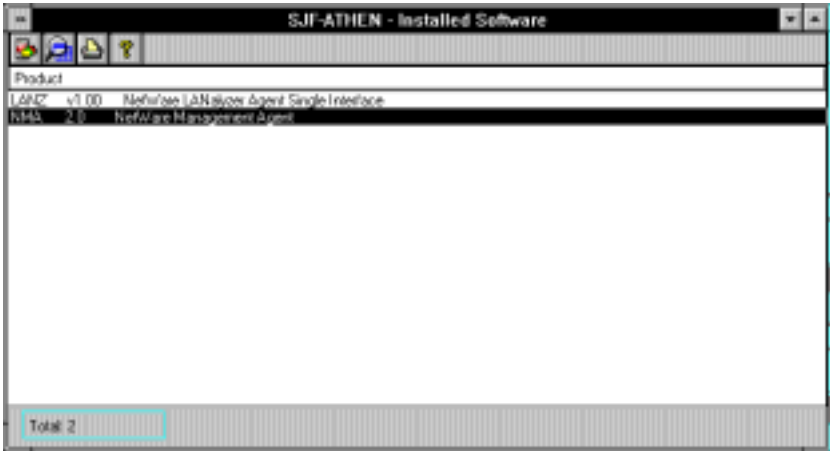 SJF-ATHEN - Installed Software
?
Product
LANZ v1.00 NetWare LANalyzer Agent Single Interface
NMA 2.0 NetWare Management Agent
Total: 2